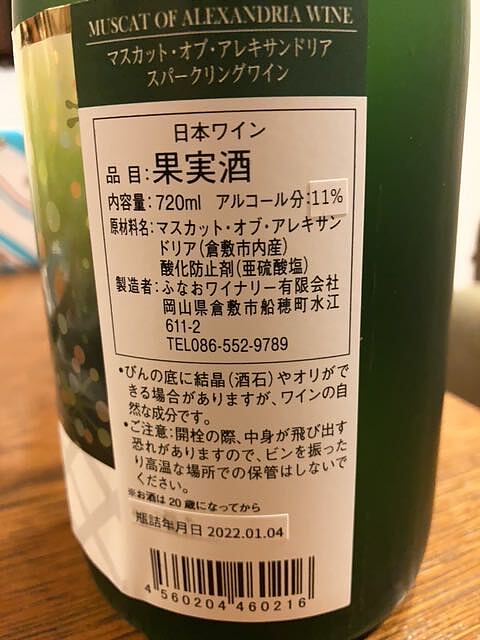 MUSCAT OF ALEXANDRIA WINE
マスカット・オブ・アレキサンドリア
スパークリングワイン
日本ワイン
品目:果実酒
内容量:720ml アルコール分:11%
原材料名:マスカット・オブ・アレキサン
ドリア(倉敷市内産)
酸化防止剤(亜硫酸塩)
製造者:ふなおワイナリー有限会社
岡山県倉敷市船穂町水江
611-2
TEL086-552-9789
•びんの底に結晶(酒石)やオリがで
きる場合がありますが、ワインの自
然な成分です。
•ご注意:開栓の際、中身が飛び出す
恐れがありますので、ビンを振った
り高温な場所での保管はしないで
ください。
※お酒は20歳になってから
瓶詰年月日 2022.01.04
4 560204 460216